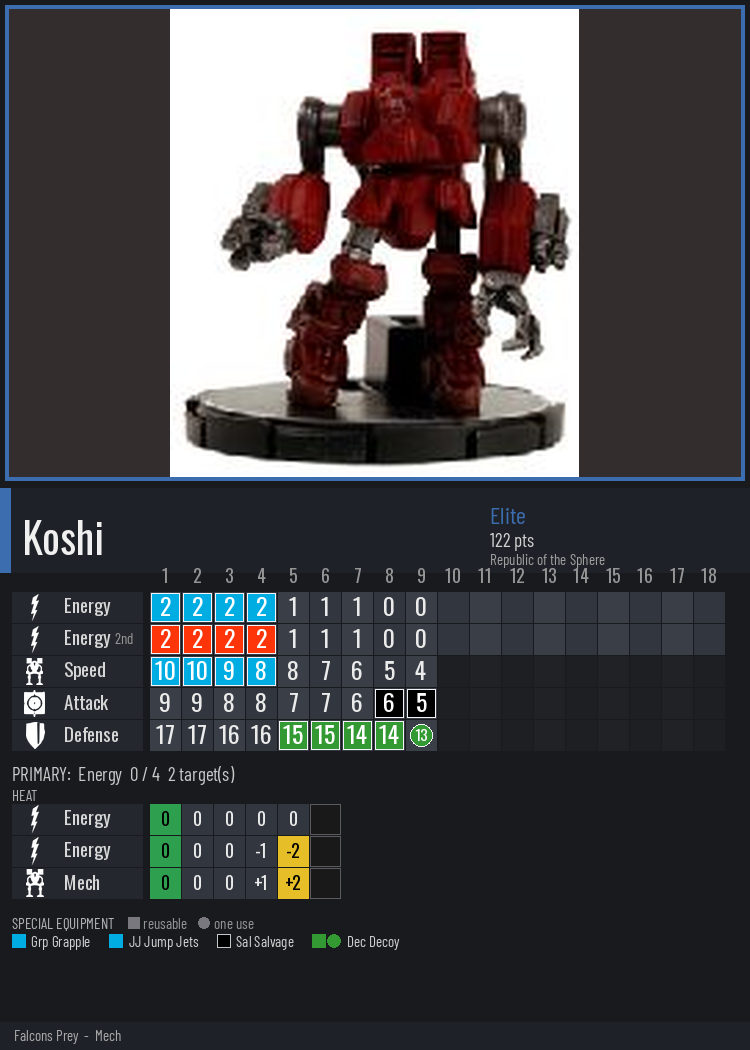 Koshi
Elite
122 pts
Republic of the Sphere
1 2 3 4 5 6 7 8 9 10 11 12 13 14 15 16 17 18
Energy 2 2 2 2 1 1 1 0 0
Energy 2nd 2 2 2 2 1 1 1 0 0
Speed 10 10 9 8 8 7 6 5 4
Attack 9 9 8 8 7 7 6 6 5
Defense 17 17 16 16 15 15 14 14 13
PRIMARY: Energy 0 / 4 2 target(s)
HEAT
Energy 0 0 0 0 0
Energy 0 0 0 -1 -2
Mech 0 0 0 +1 +2
SPECIAL EQUIPMENT reusable one use
Grp Grapple JJ Jump Jets Sal Salvage Dec Decoy
Falcons Prey - Mech